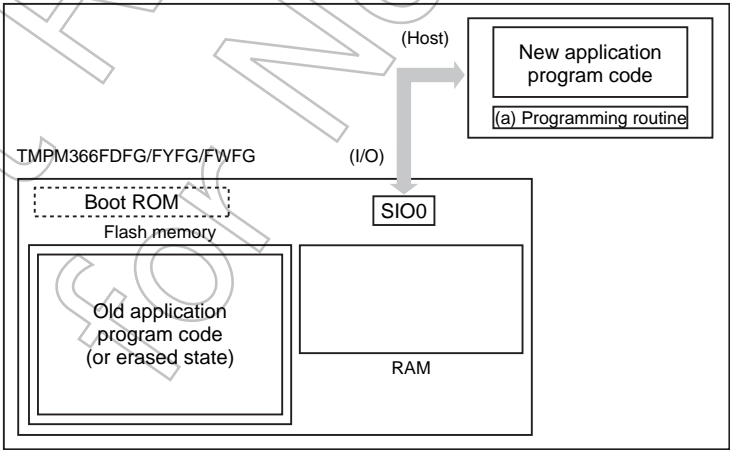 (Host)
New application
program code
(a) Programming routine
TMPM366FDFG/FYFG/FWFG
(I/O)
Boot ROM
SIO0
Flash memory
Old application
program code
(or erased state)
RAM
for N